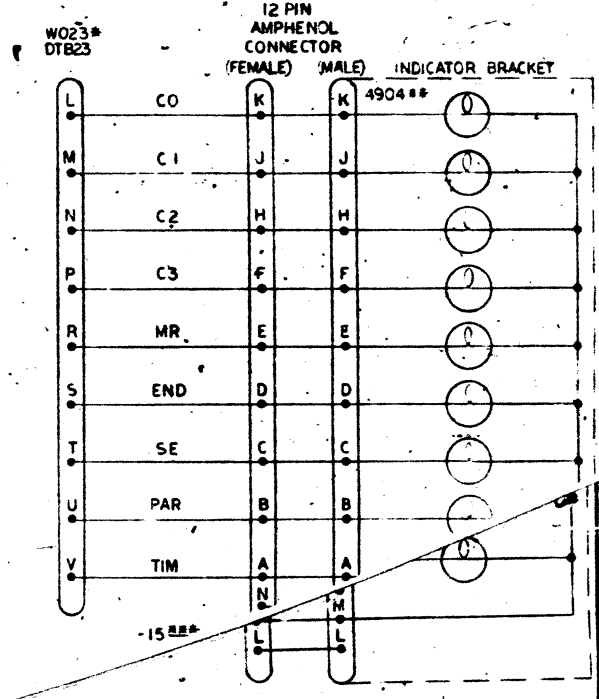 12 PIN
AMPHENOL
CONNECTOR
W023*
DTB23
(FEMALE) (MALE) INDICATOR BRACKET
4904**
L C0 K K
M C1 J J
N C2 H H
P C3 F F
R MR E E
S END D D
T SE C C
U PAR B B
V TIM A A
N
M
-15***
L L